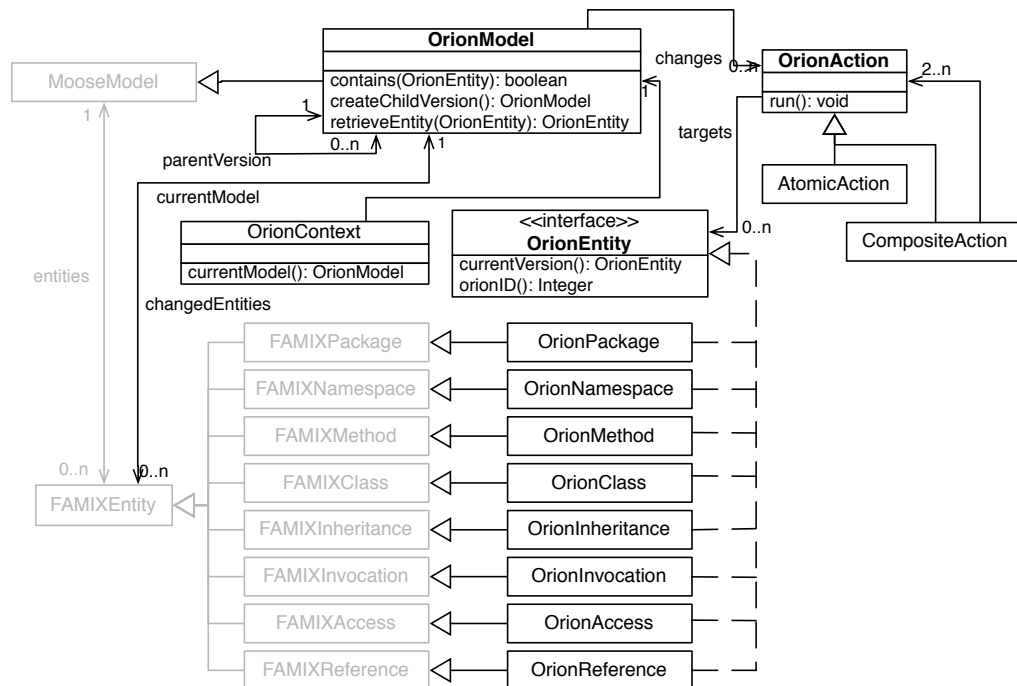 OrionModel
contains(OrionEntity): boolean
createChildVersion(): OrionModel
retrieveEntity(OrionEntity): OrionEntity
MooseModel
changes
0..n
OrionAction
run(): void
2..n
1
1
1
0..n
1
parentVersion
targets
currentModel
AtomicAction
CompositeAction
OrionContext
currentModel(): OrionModel
<<interface>>
OrionEntity
currentVersion(): OrionEntity
orionID(): Integer
0..n
entities
changedEntities
FAMIXPackage
OrionPackage
FAMIXNamespace
OrionNamespace
FAMIXMethod
OrionMethod
0..n
0..n
FAMIXClass
OrionClass
FAMIXEntity
FAMIXInheritance
OrionInheritance
FAMIXInvocation
OrionInvocation
FAMIXAccess
OrionAccess
FAMIXReference
OrionReference